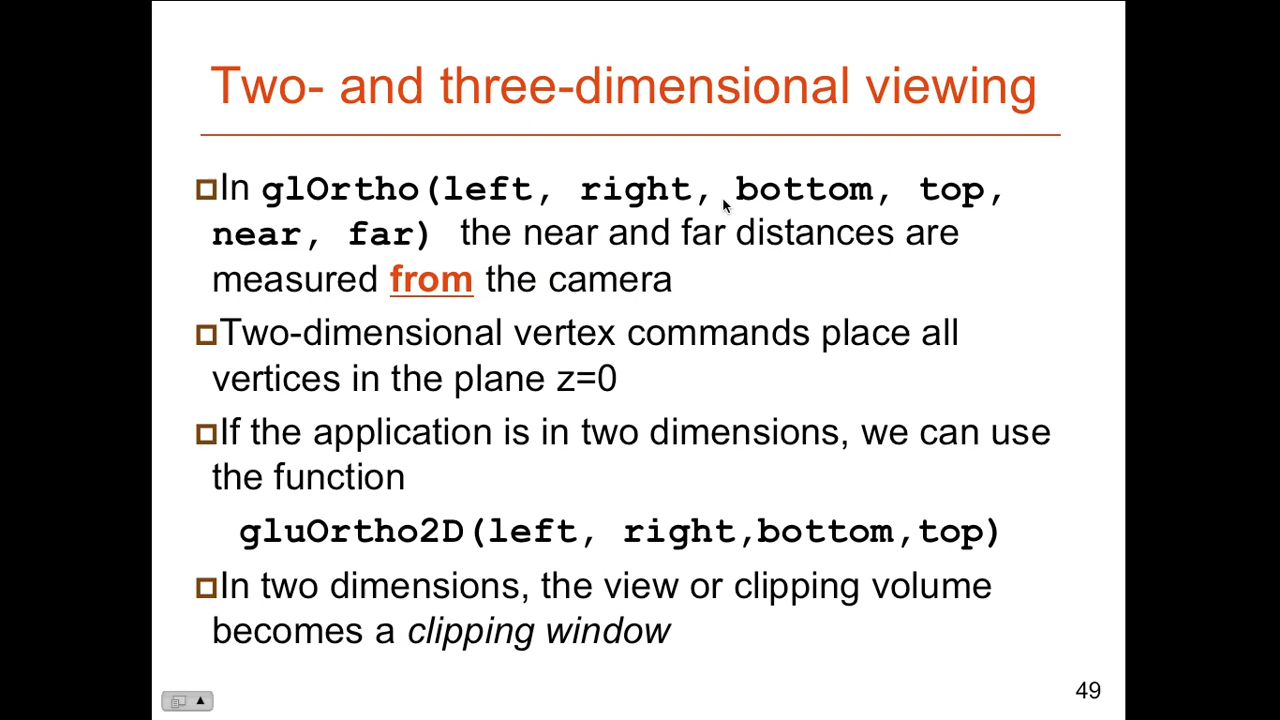 Two- and three-dimensional viewing
In glOrtho(left, right, bottom, top,
near, far) the near and far distances are
measured from the camera
Two-dimensional vertex commands place all
vertices in the plane z=0
If the application is in two dimensions, we can use
the function
gluOrtho2D(left, right,bottom,top)
In two dimensions, the view or clipping volume
becomes a clipping window
49